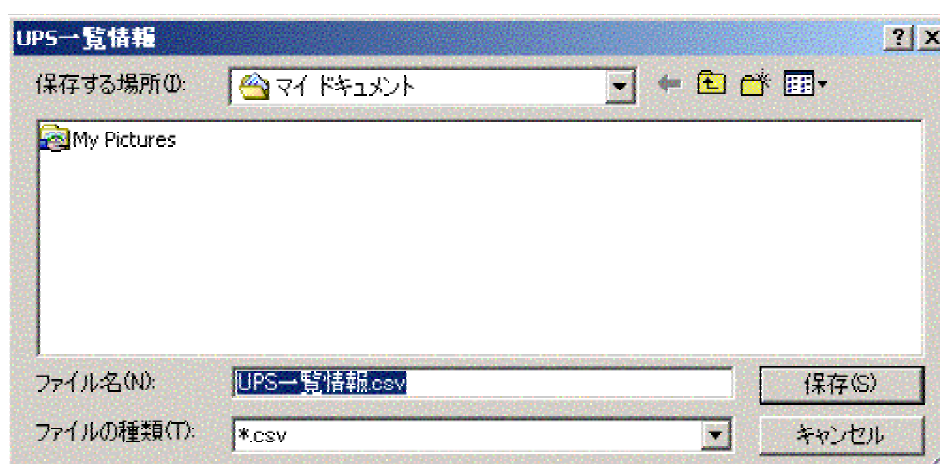 UPS一覧情報
保存する場所(I): マイ ドキュメント
My Pictures
ファイル名(N): UPS一覧情報.csv 保存(S)
ファイルの種類(T): *.csv キャンセル